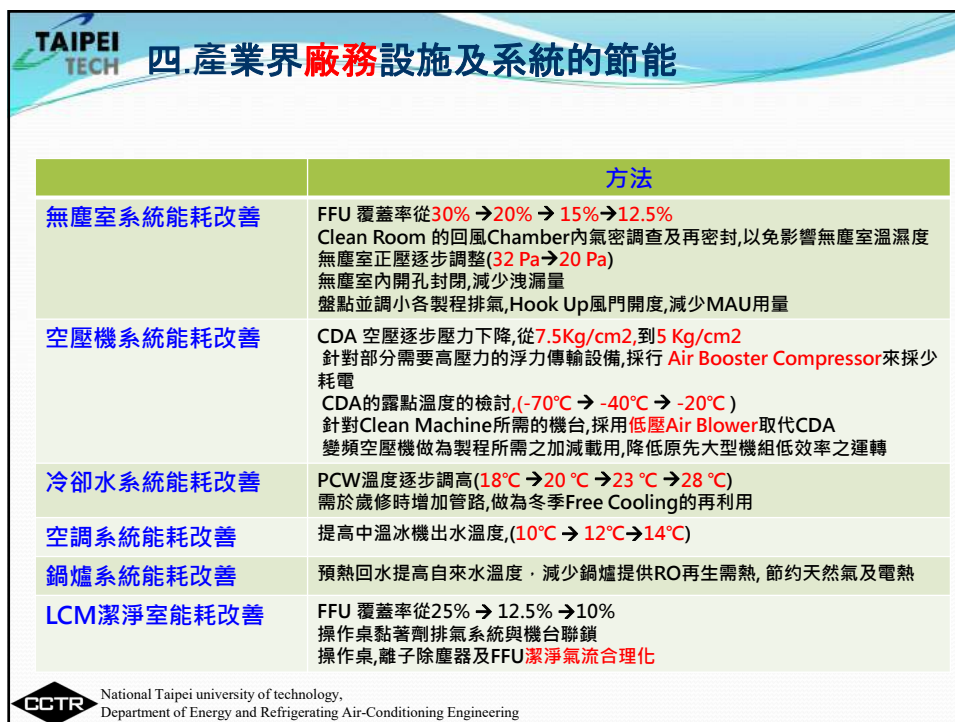 TAIPEI
TECH
四.產業界廠務設施及系統的節能
方法
無塵室系統能耗改善
FFU 覆蓋率從30% →20% → 15%→12.5%
Clean Room 的回風Chamber內氣密調查及再密封,以免影響無塵室溫濕度
無塵室正壓逐步調整(32 Pa→20 Pa)
無塵室內開孔封閉,減少洩漏量
盤點並調小各製程排氣,Hook Up風門開度,減少MAU用量
空壓機系統能耗改善
CDA 空壓逐步壓力下降,從7.5Kg/cm2,到5 Kg/cm2
針對部分需要高壓力的浮力傳輸設備,採行 Air Booster Compressor來採少
耗電
CDA的露點溫度的檢討,(-70℃ → -40℃ → -20℃ )
針對Clean Machine所需的機台,採用低壓Air Blower取代CDA
變頻空壓機做為製程所需之加減載用,降低原先大型機組低效率之運轉
冷卻水系統能耗改善
PCW溫度逐步調高(18℃ →20 ℃ →23 ℃ →28 ℃)
需於歲修時增加管路,做為冬季Free Cooling的再利用
空調系統能耗改善
提高中溫冰機出水溫度,(10℃ → 12℃→14℃)
鍋爐系統能耗改善
預熱回水提高自來水溫度，減少鍋爐提供RO再生需熱, 節约天然氣及電熱
LCM潔淨室能耗改善
FFU 覆蓋率從25% → 12.5% →10%
操作桌黏著劑排氣系統與機台聯鎖
操作桌,離子除塵器及FFU潔淨氣流合理化
CCTR
National Taipei university of technology,
Department of Energy and Refrigerating Air-Conditioning Engineering